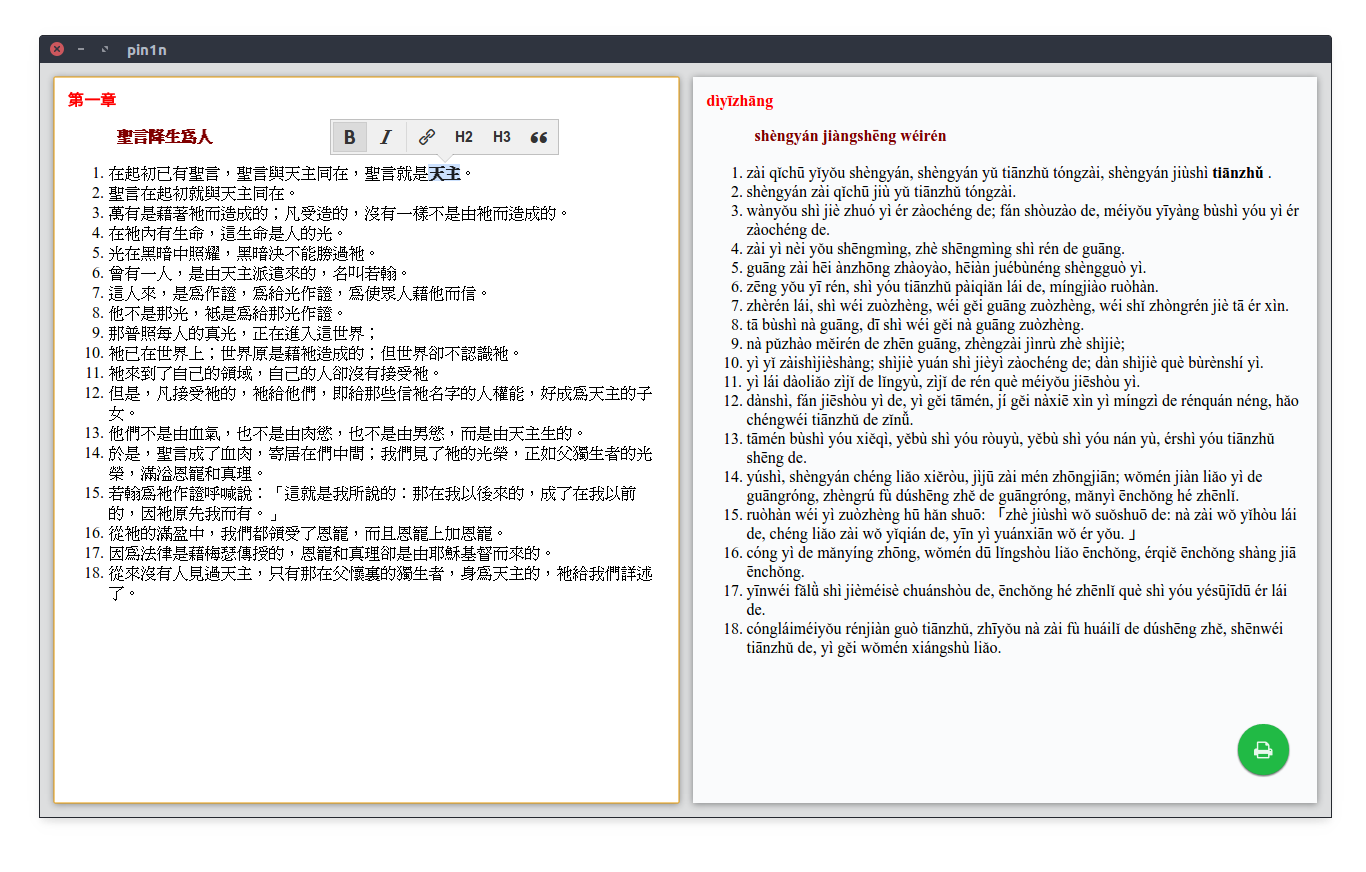 pin1n
第一章
聖言降生爲人
B I H2 H3
1. 在起初已有聖言，聖言與天主同在，聖言就是天主。
2. 聖言在起初就與天主同在。
3. 萬有是藉著祂而造成的；凡受造的，沒有一樣不是由祂而造成的。
4. 在祂內有生命，這生命是人的光。
5. 光在黑暗中照耀，黑暗決不能勝過祂。
6. 曾有一人，是由天主派遣來的，名叫若翰。
7. 這人來，是爲作證，爲給光作證，爲使眾人藉他而信。
8. 他不是那光，祗是爲給那光作證。
9. 那普照每人的真光，正在進入這世界；
10. 祂已在世界上；世界原是藉祂造成的；但世界卻不認識祂。
11. 祂來到了自己的領域，自己的人卻沒有接受祂。
12. 但是，凡接受祂的，祂給他們，即給那些信祂名字的人權能，好成爲天主的子
女。
13. 他們不是由血氣，也不是由肉慾，也不是由男慾，而是由天主生的。
14. 於是，聖言成了血肉，寄居在們中間；我們見了祂的光榮，正如父獨生者的光
榮，滿溢恩寵和真理。
15. 若翰爲祂作證呼喊說：「這就是我所說的：那在我以後來的，成了在我以前
的，因祂原先我而有。」
16. 從祂的滿盈中，我們都領受了恩寵，而且恩寵上加恩寵。
17. 因爲法律是藉梅瑟傳授的，恩寵和真理卻是由耶穌基督而來的。
18. 從來沒有人見過天主，只有那在父懷裏的獨生者，身爲天主的，祂給我們詳述
了。
dìyīzhāng
shèngyán jiàngshēng wéirén
1. zài qǐchū yǐyǒu shèngyán, shèngyán yǔ tiānzhǔ tóngzài, shèngyán jiùshì tiānzhǔ .
2. shèngyán zài qǐchū jiù yǔ tiānzhǔ tóngzài.
3. wànyǒu shì jiè zhuó yì ér zàochéng de; fán shòuzào de, méiyǒu yīyàng bùshì yóu yì ér
zàochéng de.
4. zài yì nèi yǒu shēngmìng, zhè shēngmìng shì rén de guāng.
5. guāng zài hēi ànzhōng zhàoyào, hēiàn juébùnéng shèngguò yì.
6. zēng yǒu yī rén, shì yóu tiānzhǔ pàiqiǎn lái de, míngjiào ruòhàn.
7. zhèrén lái, shì wéi zuòzhèng, wéi gěi guāng zuòzhèng, wéi shǐ zhòngrén jiè tā ér xìn.
8. tā bùshì nà guāng, dī shì wéi gěi nà guāng zuòzhèng.
9. nà pǔzhào měirén de zhēn guāng, zhèngzài jìnrù zhè shìjiè;
10. yì yǐ zàishìjièshàng; shìjiè yuán shì jièyì zàochéng de; dàn shìjiè què bùrènshí yì.
11. yì lái dàoliǎo zìjǐ de lǐngyù, zìjǐ de rén què méiyǒu jiēshòu yì.
12. dànshì, fán jiēshòu yì de, yì gěi tāmén, jí gěi nàxiē xìn yì míngzì de rénquán néng, hǎo
chéngwéi tiānzhǔ de zǐnǚ.
13. tāmén bùshì yóu xiěqì, yěbù shì yóu ròuyù, yěbù shì yóu nán yù, érshì yóu tiānzhǔ
shēng de.
14. yúshì, shèngyán chéng liǎo xiěròu, jìjū zài mén zhōngjiān; wǒmén jiàn liǎo yì de
guāngróng, zhèngrú fù dúshēng zhě de guāngróng, mǎnyì ēnchǒng hé zhēnlǐ.
15. ruòhàn wéi yì zuòzhèng hū hǎn shuō: 「zhè jiùshì wǒ suǒshuō de: nà zài wǒ yǐhòu lái
de, chéng liǎo zài wǒ yǐqián de, yīn yì yuánxiān wǒ ér yǒu. 」
16. cóng yì de mǎnyíng zhōng, wǒmén dū lǐngshòu liǎo ēnchǒng, érqiě ēnchǒng shàng jiā
ēnchǒng.
17. yīnwéi fǎlǜ shì jièméisè chuánshòu de, ēnchǒng hé zhēnlǐ què shì yóu yésūjīdū ér lái
de.
18. cóngláiméiyǒu rénjiàn guò tiānzhǔ, zhīyǒu nà zài fù huáilǐ de dúshēng zhě, shēnwéi
tiānzhǔ de, yì gěi wǒmén xiángshù liǎo.